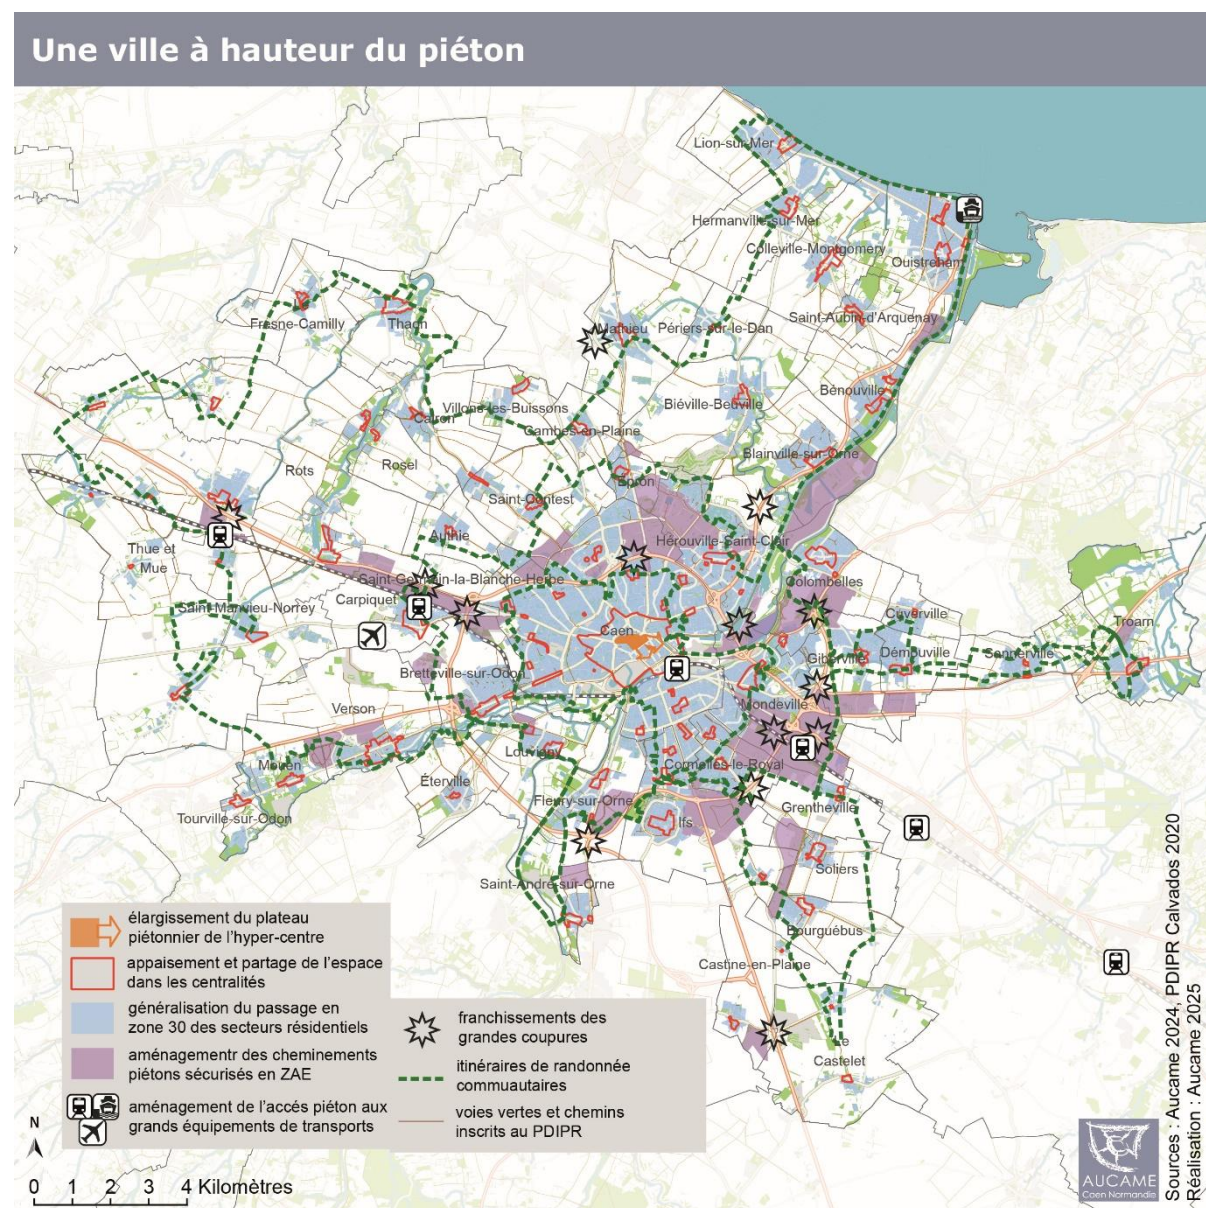 Une ville à hauteur du piéton
Lion-sur-Mer
Hermanville-sur-Mer
Colleville-Montgomery
Ouistreham
Saint-Aubin-d'Arquenay
Fresne-Camilly
Thaon
Mathieu
Périers-sur-le-Dan
Bénouville
Villons-les-Buissons
Biéville-Beuville
Cairon
Cambes-en-Plaine
Blainville-sur-Orne
Rots
Rosel
Saint-Contest
Epron
Authie
Hérouville-Saint-Clair
Thue et
Mue
Saint-Germain-la-Blanche-Herbe
Colombelles
Carpiquet
Saint-Manvieu-Norrey
Cuverville
Troarn
Caen
Giberville
Démouville
Sannerville
Bretteville-sur-Odon
Verson
Mondeville
Louvigny
Mouen
Cormelles-le-Royal
Éterville
Fleury-sur-Orne
Grentheville
Tourville-sur-Odon
Ifs
Soliers
Saint-André-sur-Orne
Bourguébus
Castine-en-Plaine
Le
Castelet
élargissement du plateau
piétonnier de l'hyper-centre
appaisement et partage de l'espace
dans les centralités
généralisation du passage en
zone 30 des secteurs résidentiels
aménagementr des cheminements
piétons sécurisés en ZAE
aménagement de l'accés piéton aux
grands équipements de transports
franchissements des
grandes coupures
itinéraires de randonnée
commuautaires
voies vertes et chemins
inscrits au PDIPR
N
0 1 2 3 4 Kilomètres
AUCAME
Caen Normandie
Sources : Aucame 2024, PDIPR Calvados 2020
Réalisation : Aucame 2025